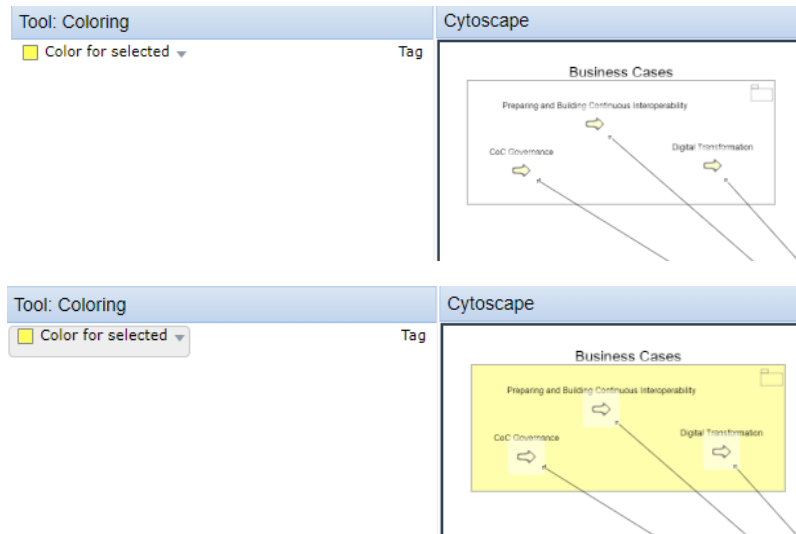 Tool: Coloring
Cytoscape
Color for selected
Tag
Business Cases
Preparing and Building Continuous Interoperability
CoC Governance
Digital Transformation
Tool: Coloring
Cytoscape
Color for selected
Tag
Business Cases
Preparing and Building Continuous Interoperability
CoC Governance
Digital Transformation